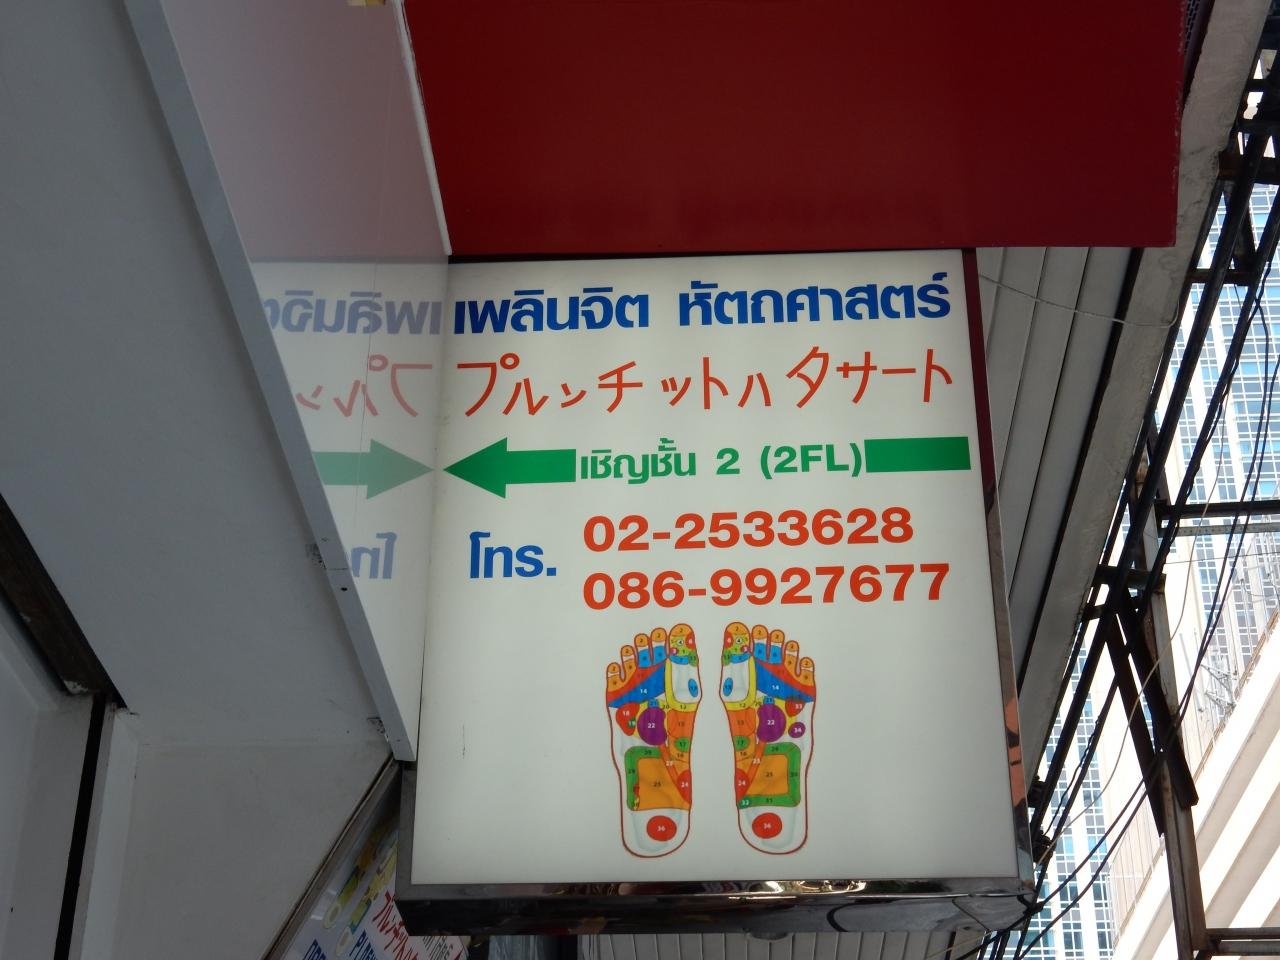 เพลินจิต หัตถศาสตร์
プルンチットハタサート
เชิญชั้น 2 (2FL)
โทร. 02-2533628
086-9927677